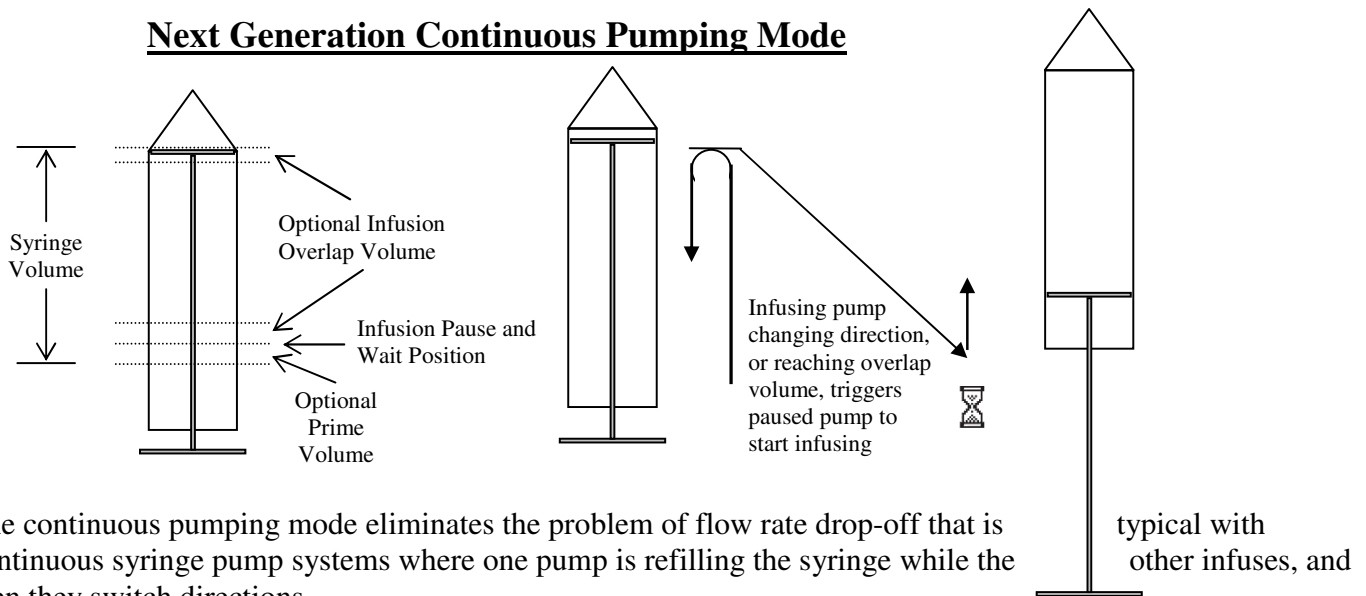 Next Generation Continuous Pumping Mode
Syringe
Volume
Optional Infusion
Overlap Volume
Infusion Pause and
Wait Position
Optional
Prime
Volume
Infusing pump
changing direction,
or reaching overlap
volume, triggers
paused pump to
start infusing
continuous pumping mode eliminates the problem of flow rate drop-off that is typical with
syringe pump systems where one pump is refilling the syringe while the other infuses, and
they switch directions